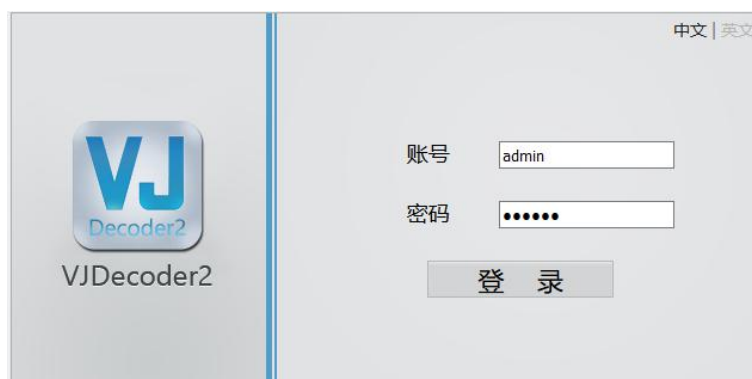 中文 | 英文
VJ
Decoder2
VJDecoder2
账号 admin
密码 ••••••
登 录